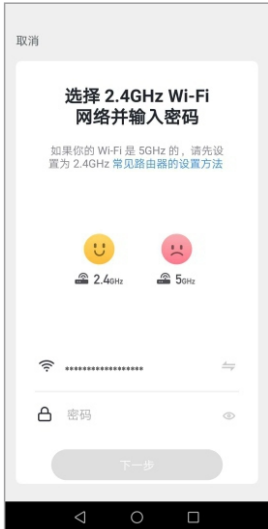 取消
选择 2.4GHz Wi-Fi
网络并输入密码
如果你的 Wi-Fi 是 5GHz 的，请先设
置为 2.4GHz 常见路由器的设置方法
2.4GHz 5GHz
******************
密码
下一步